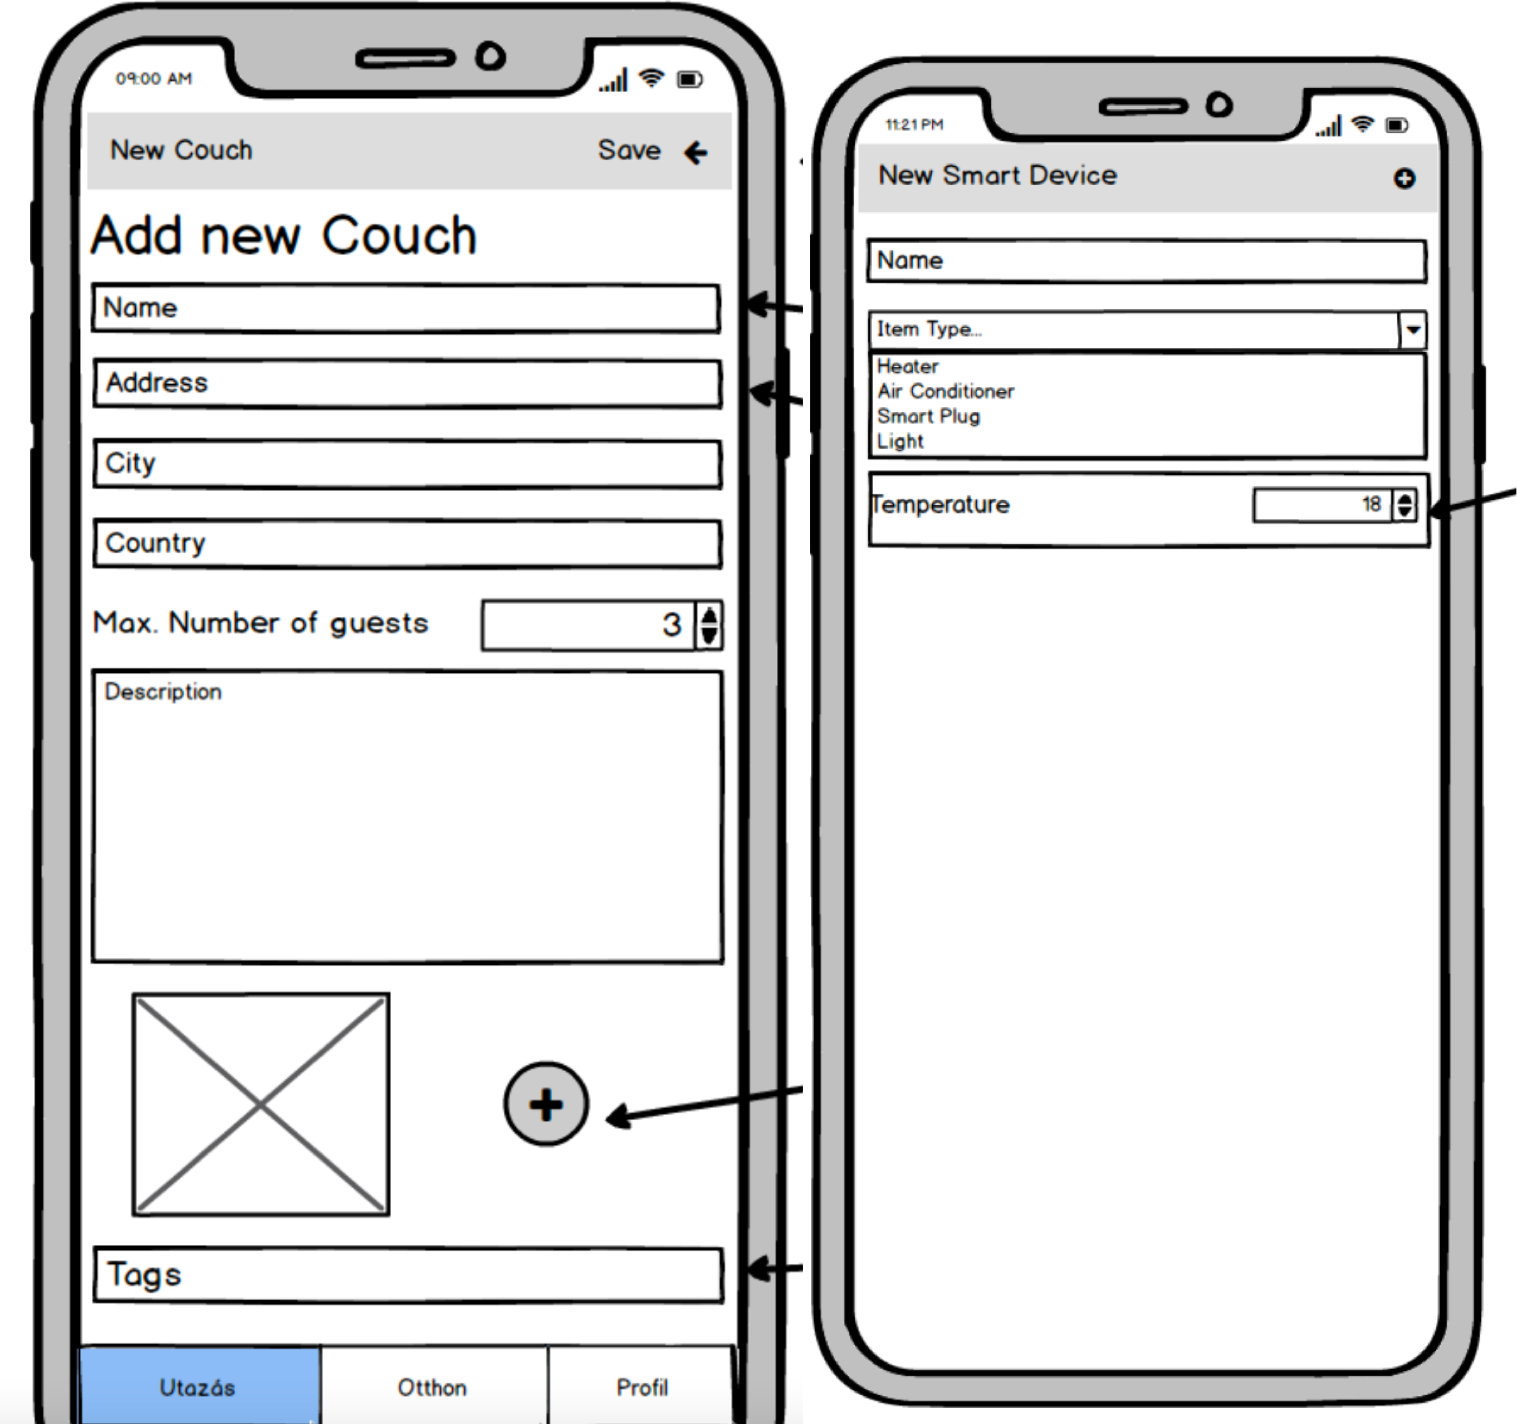 09:00 AM
New Couch Save
Add new Couch
Name
Address
City
Country
Max. Number of guests 3
Description
Tags
Utazás Otthon Profil
11:21 PM
New Smart Device
Name
Item Type...
Heater
Air Conditioner
Smart Plug
Light
Temperature 18